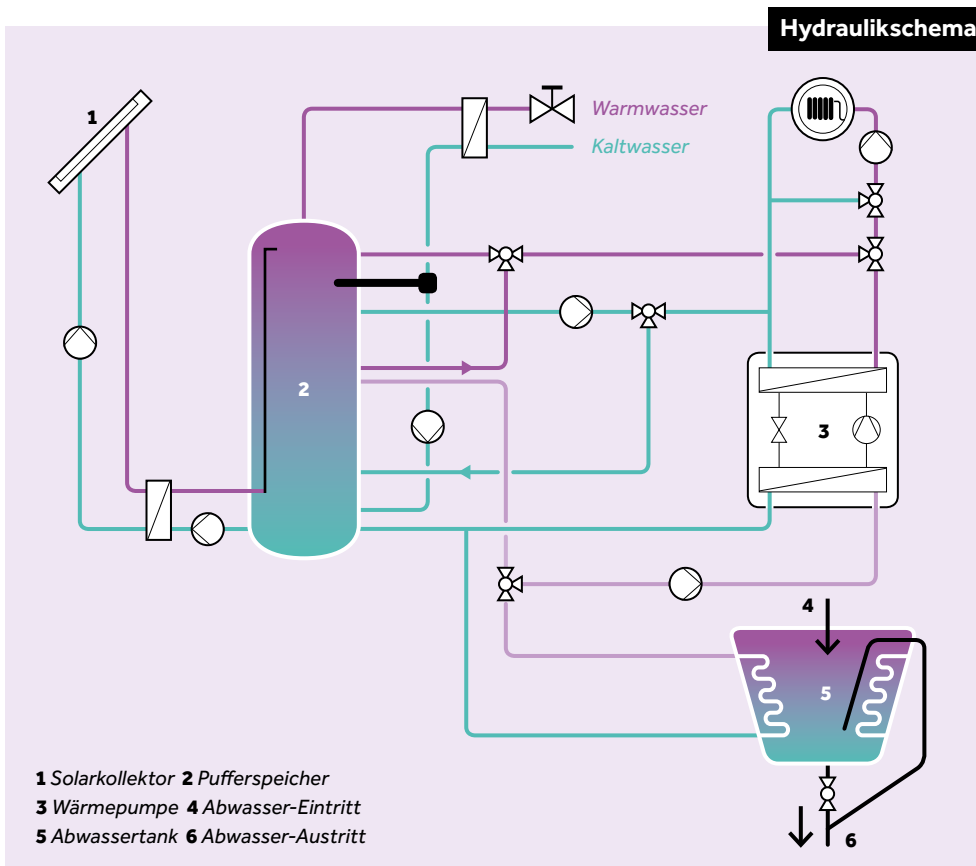 Hydraulikschema
1
Warmwasser
Kaltwasser
2
3
4
5
1 Solarkollektor 2 Pufferspeicher
3 Wärmepumpe 4 Abwasser-Eintritt
5 Abwassertank 6 Abwasser-Austritt
6